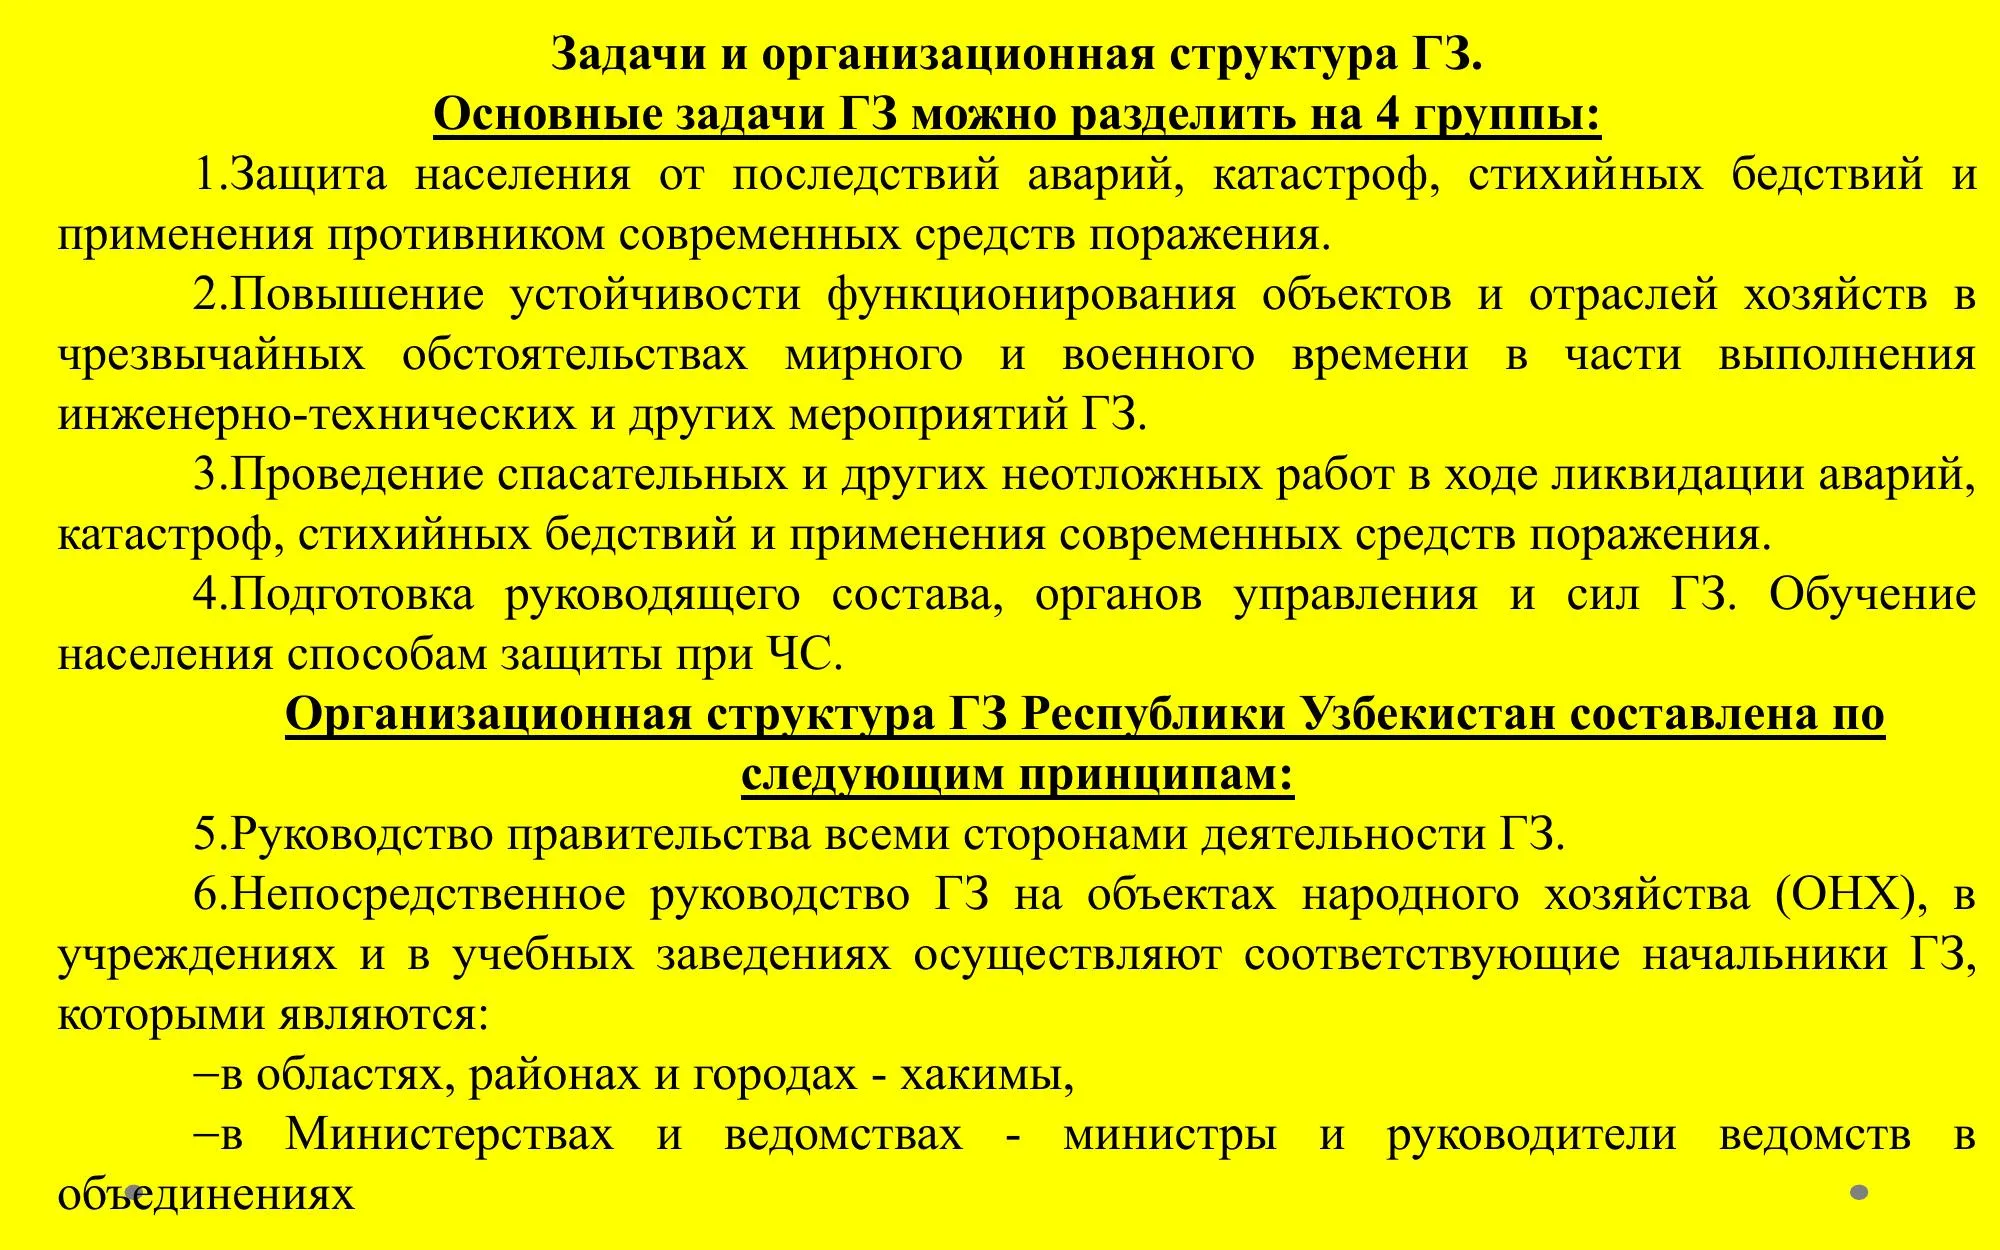 Задачи и организационная структура ГЗ.
Основные задачи ГЗ можно разделить на 4 группы:
1.Защита населения от последствий аварий, катастроф, стихийных бедствий и
применения противником современных средств поражения.
2.Повышение устойчивости функционирования объектов и отраслей хозяйств в
чрезвычайных обстоятельствах мирного и военного времени в части выполнения
инженерно-технических и других мероприятий ГЗ.
3.Проведение спасательных и других неотложных работ в ходе ликвидации аварий,
катастроф, стихийных бедствий и применения современных средств поражения.
4.Подготовка руководящего состава, органов управления и сил ГЗ. Обучение
населения способам защиты при ЧС.
Организационная структура ГЗ Республики Узбекистан составлена по
следующим принципам:
5.Руководство правительства всеми сторонами деятельности ГЗ.
6.Непосредственное руководство ГЗ на объектах народного хозяйства (ОНХ), в
учреждениях и в учебных заведениях осуществляют соответствующие начальники ГЗ,
которыми являются:
–в областях, районах и городах - хакимы,
–в Министерствах и ведомствах - министры и руководители ведомств в
объединениях